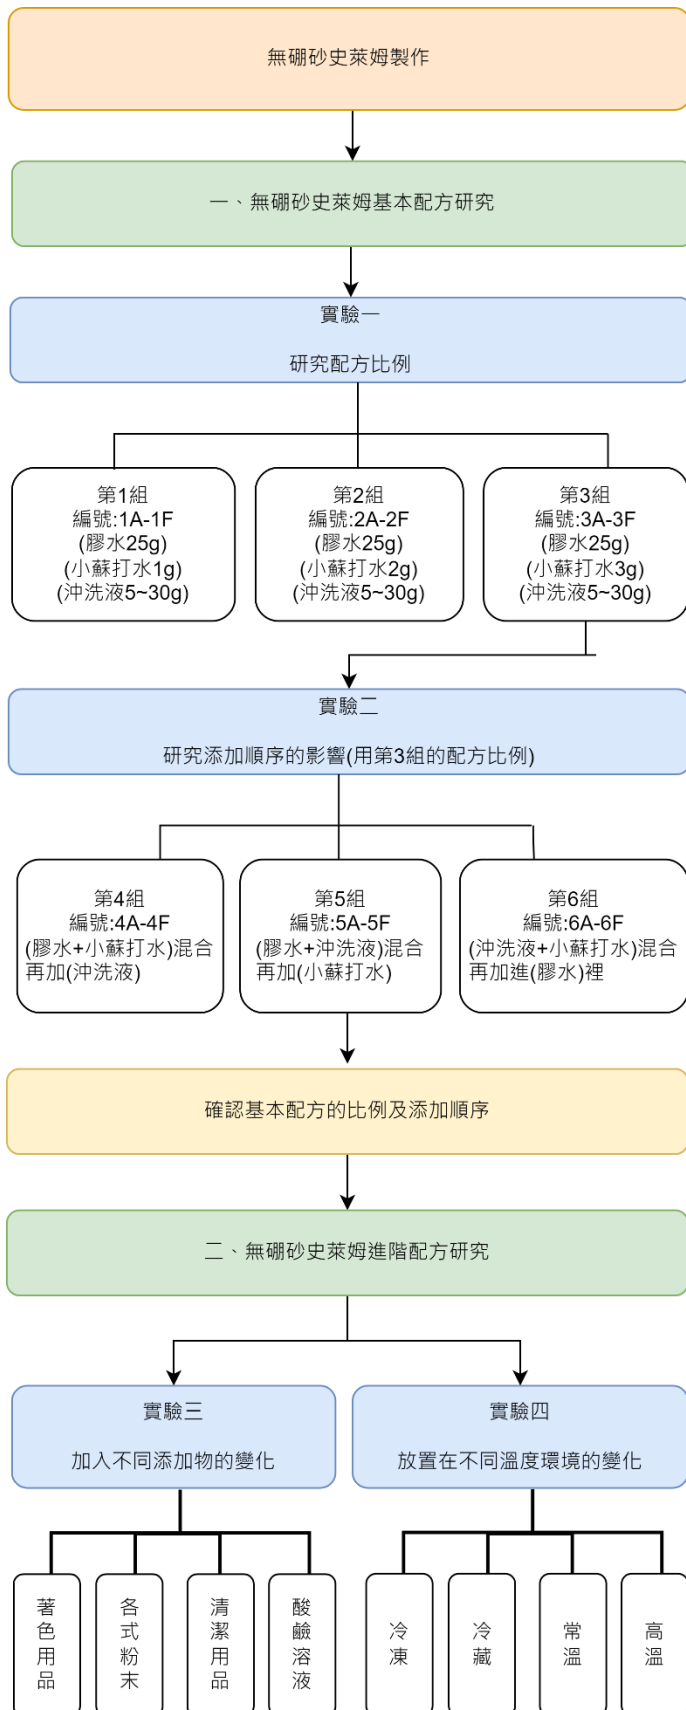 無硼砂史萊姆製作
一、無硼砂史萊姆基本配方研究
實驗一
研究配方比例
第1組
編號:1A-1F
(膠水25g)
(小蘇打水1g)
(沖洗液5~30g)
第2組
編號:2A-2F
(膠水25g)
(小蘇打水2g)
(沖洗液5~30g)
第3組
編號:3A-3F
(膠水25g)
(小蘇打水3g)
(沖洗液5~30g)
實驗二
研究添加順序的影響(用第3組的配方比例)
第4組
編號:4A-4F
(膠水+小蘇打水)混合
再加(沖洗液)
第5組
編號:5A-5F
(膠水+沖洗液)混合
再加(小蘇打水)
第6組
編號:6A-6F
(沖洗液+小蘇打水)混合
再加進(膠水)裡
確認基本配方的比例及添加順序
二、無硼砂史萊姆進階配方研究
實驗三
加入不同添加物的變化
實驗四
放置在不同溫度環境的變化
著色用品
各式粉末
清潔用品
酸鹼溶液
冷凍
冷藏
常溫
高溫